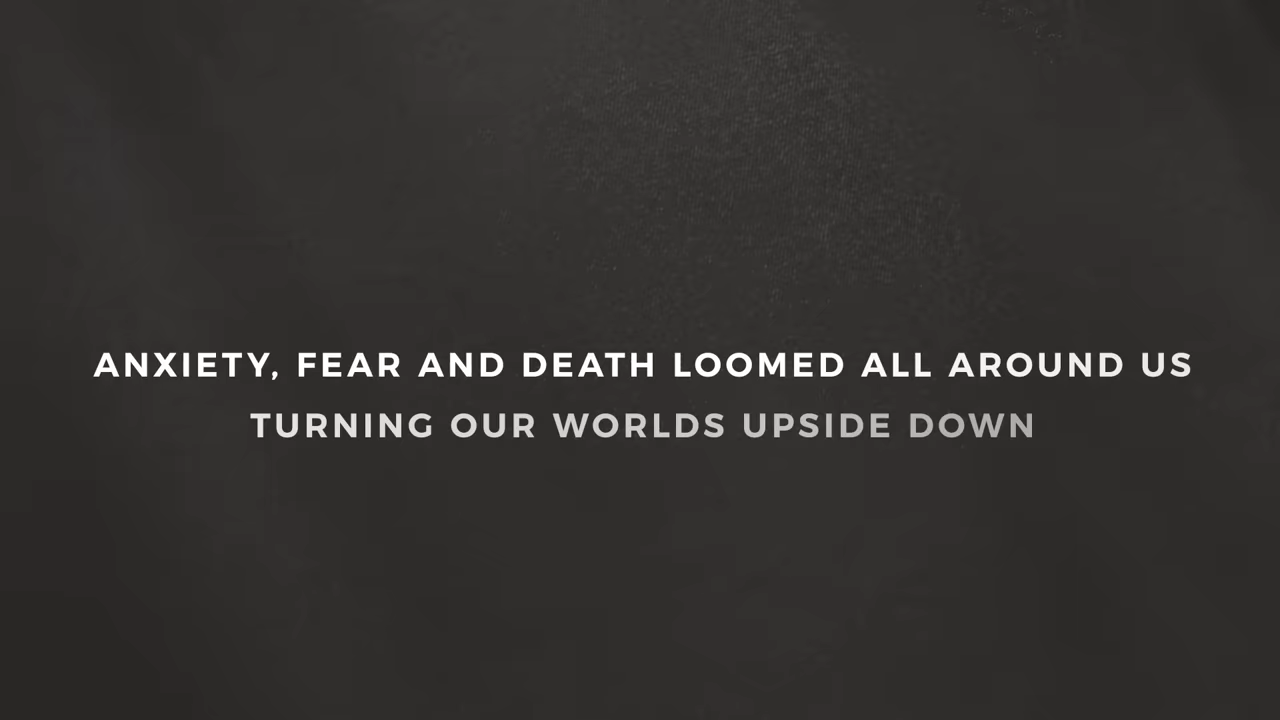 ANXIETY, FEAR AND DEATH LOOMED ALL AROUND US
TURNING OUR WORLDS UPSIDE DOWN